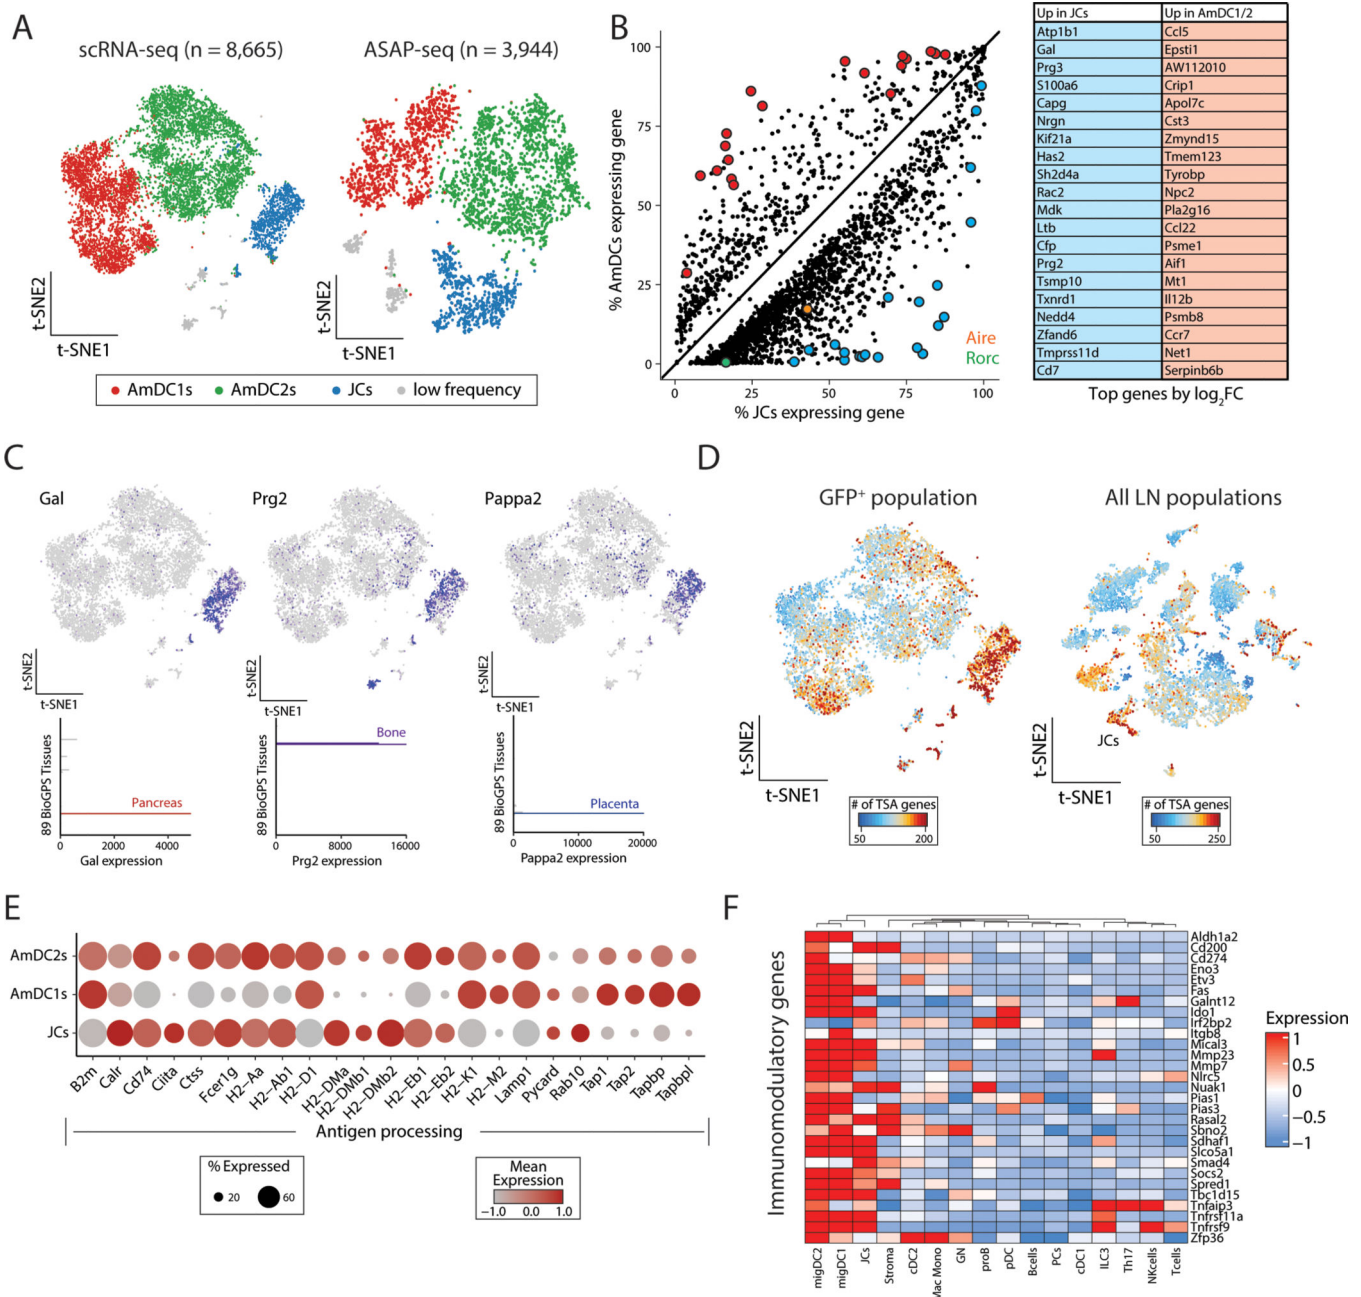 A
scRNA-seq (n = 8,665)
ASAP-seq (n = 3,944)
t-SNE2
t-SNE1
t-SNE2
t-SNE1
AmDC1s
AmDC2s
JCs
low frequency
B
% AmDCs expressing gene
100
75
50
25
0
Aire
Rorc
0
25
50
75
100
% JCs expressing gene
Up in JCs Up in AmDC1/2
Atp1b1 Ccl5
Gal Epsti1
Prg3 AW112010
S100a6 Crip1
Capg Apol7c
Nrgn Cst3
Kif21a Zmynd15
Has2 Tmem123
Sh2d4a Tyrobp
Rac2 Npc2
Mdk Pla2g16
Ltb Ccl22
Cfp Psme1
Prg2 Aif1
Tsmp10 Mt1
Txnrd1 Il12b
Nedd4 Psmb8
Zfand6 Ccr7
Tmprss11d Net1
Cd7 Serpinb6b
Top genes by log2FC
C
Gal
Prg2
Pappa2
t-SNE2
t-SNE1
t-SNE2
t-SNE1
t-SNE2
t-SNE1
89 BioGPS Tissues
Pancreas
0
2000
4000
Gal expression
89 BioGPS Tissues
Bone
0
8000
16000
Prg2 expression
89 BioGPS Tissues
Placenta
0
10000
20000
Pappa2 expression
D
GFP+ population
All LN populations
t-SNE2
t-SNE1
# of TSA genes
50
200
JCs
t-SNE2
t-SNE1
# of TSA genes
50
250
E
AmDC2s
AmDC1s
JCs
B2m
Calr
Cd74
Ciita
Ctss
Fcer1g
H2−Aa
H2−Ab1
H2−D1
H2−DMa
H2−DMb1
H2−DMb2
H2−Eb1
H2−Eb2
H2−K1
H2−M2
Lamp1
Pycard
Rab10
Tap1
Tap2
Tapbp
Tapbpl
Antigen processing
% Expressed
20
60
Mean
Expression
−1.0
0.0
1.0
F
Immunomodulatory genes
Aldh1a2
Cd200
Cd274
Eno3
Etv3
Fas
Galnt12
Ido1
Irf2bp2
Itgb8
Mical3
Mmp23
Mmp7
Nlrc5
Nuak1
Pias1
Pias3
Rasal2
Sbno2
Sdhaf1
Slco5a1
Smad4
Socs2
Spred1
Tbc1d15
Tnfaip3
Tnfrsf11a
Tnfrsf9
Zfp36
migDC2
migDC1
JCs
Stroma
cDC2
Mac Mono
GN
proB
pDC
Bcells
PCs
cDC1
ILC3
Th17
NKcells
Tcells
Expression
1
0.5
0
−0.5
−1